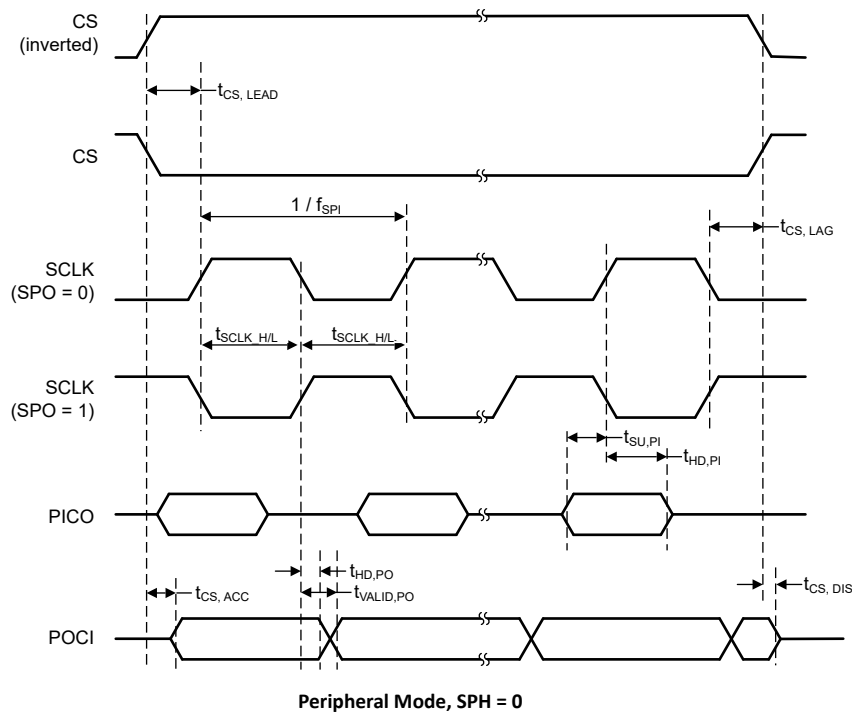 CS
(inverted)
tCS, LEAD
CS
1 / fSPI
tCS, LAG
SCLK
(SPO = 0)
tSCLK_H/L
tSCLK_H/L.
SCLK
(SPO = 1)
tSU,PI
tHD,PI
PICO
tHD,PO
tCS, ACC
tVALID,PO
tCS, DIS
POCI
Peripheral Mode, SPH = 0